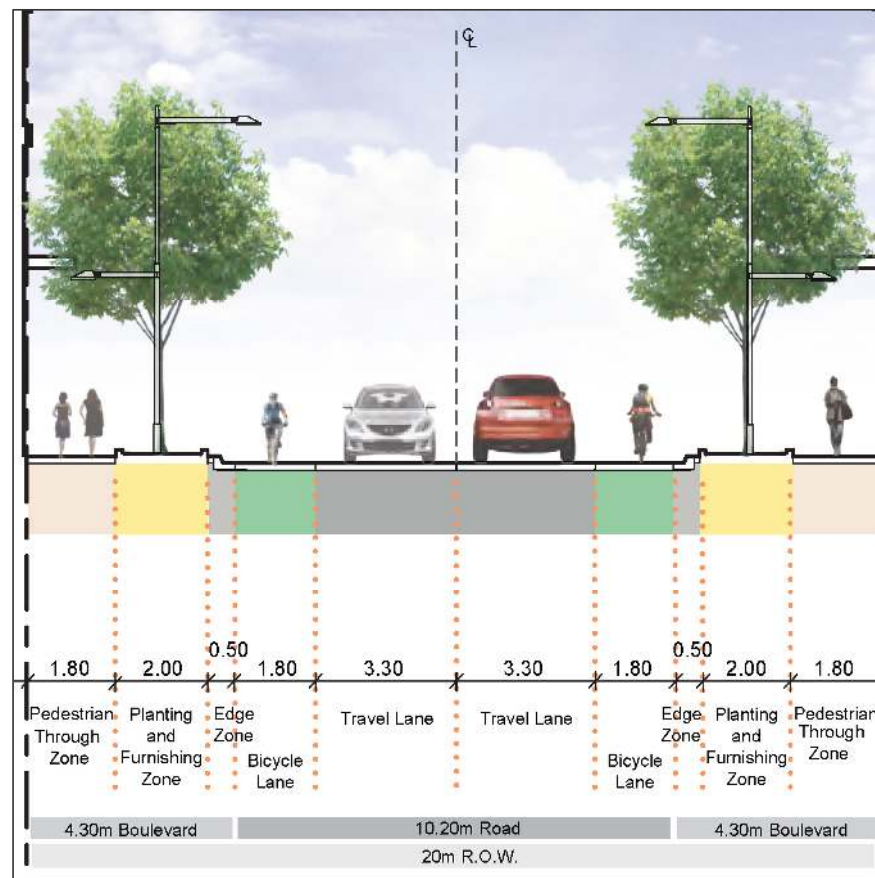 ℄
0.50
0.50
1.80 2.00 1.80 3.30 3.30 1.80 2.00 1.80
Pedestrian Through Zone
Planting and Furnishing Zone
Edge Zone
Bicycle Lane
Travel Lane
Travel Lane
Bicycle Lane
Edge Zone
Planting and Furnishing Zone
Pedestrian Through Zone
4.30m Boulevard
10.20m Road
4.30m Boulevard
20m R.O.W.